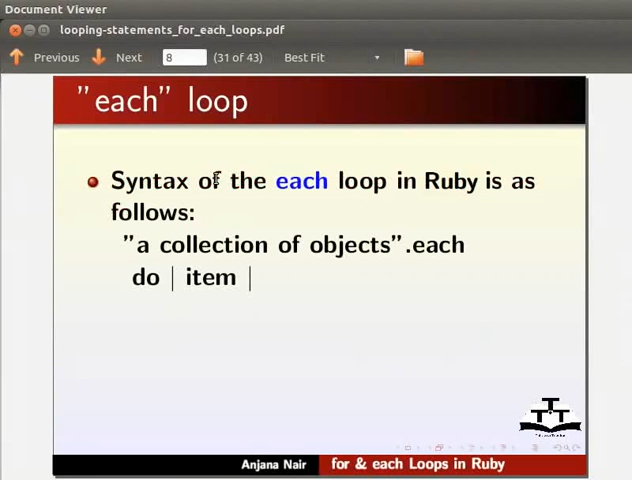 Document Viewer
looping-statements_for_each_loops.pdf
Previous Next 8 (31 of 43) Best Fit
"each" loop
Syntax of the each loop in Ruby is as
follows:
"a collection of objects".each
do | item |
Anjana Nair for & each Loops in Ruby